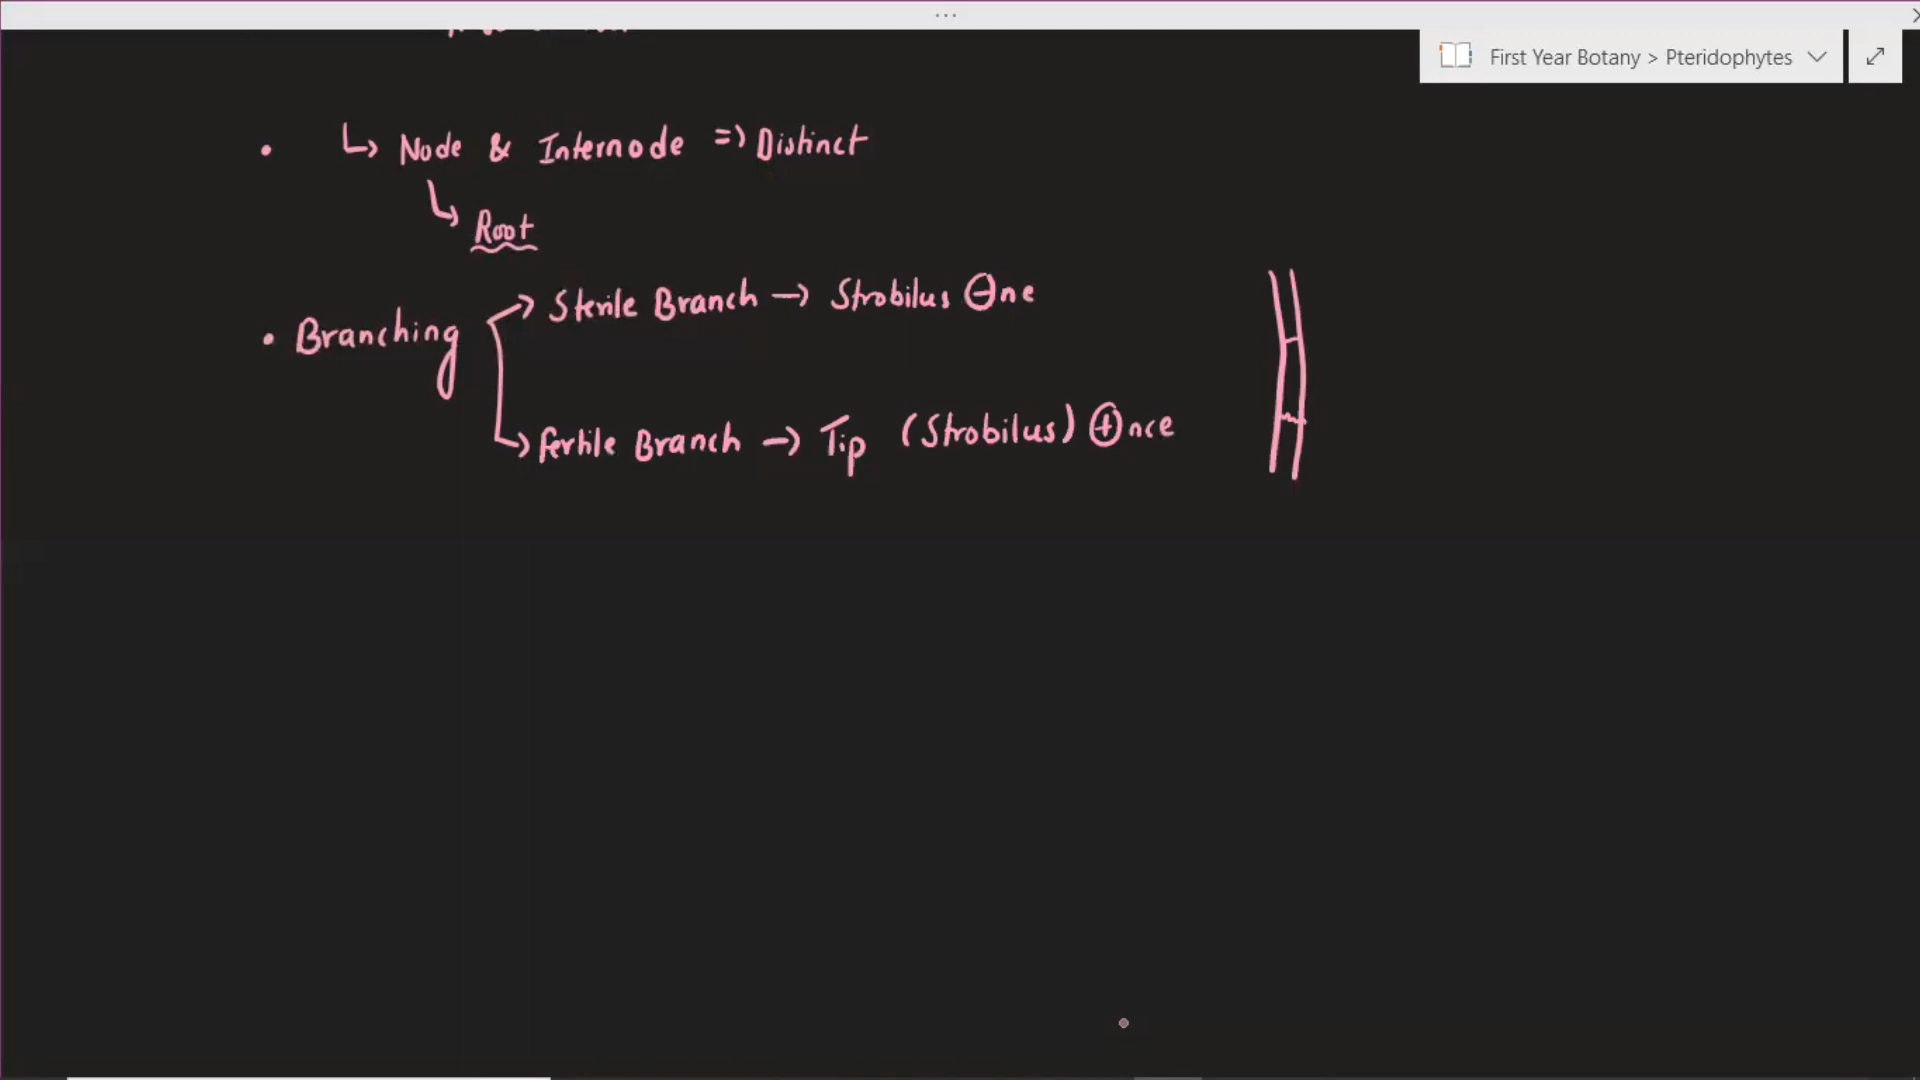 First Year Botany > Pteridophytes
• ↳ Node & Internode => Distinct
↳ Root
• Branching
→ Sterile Branch → Strobilus ⊖ne
↳ Fertile Branch → Tip (Strobilus) ⊕nce